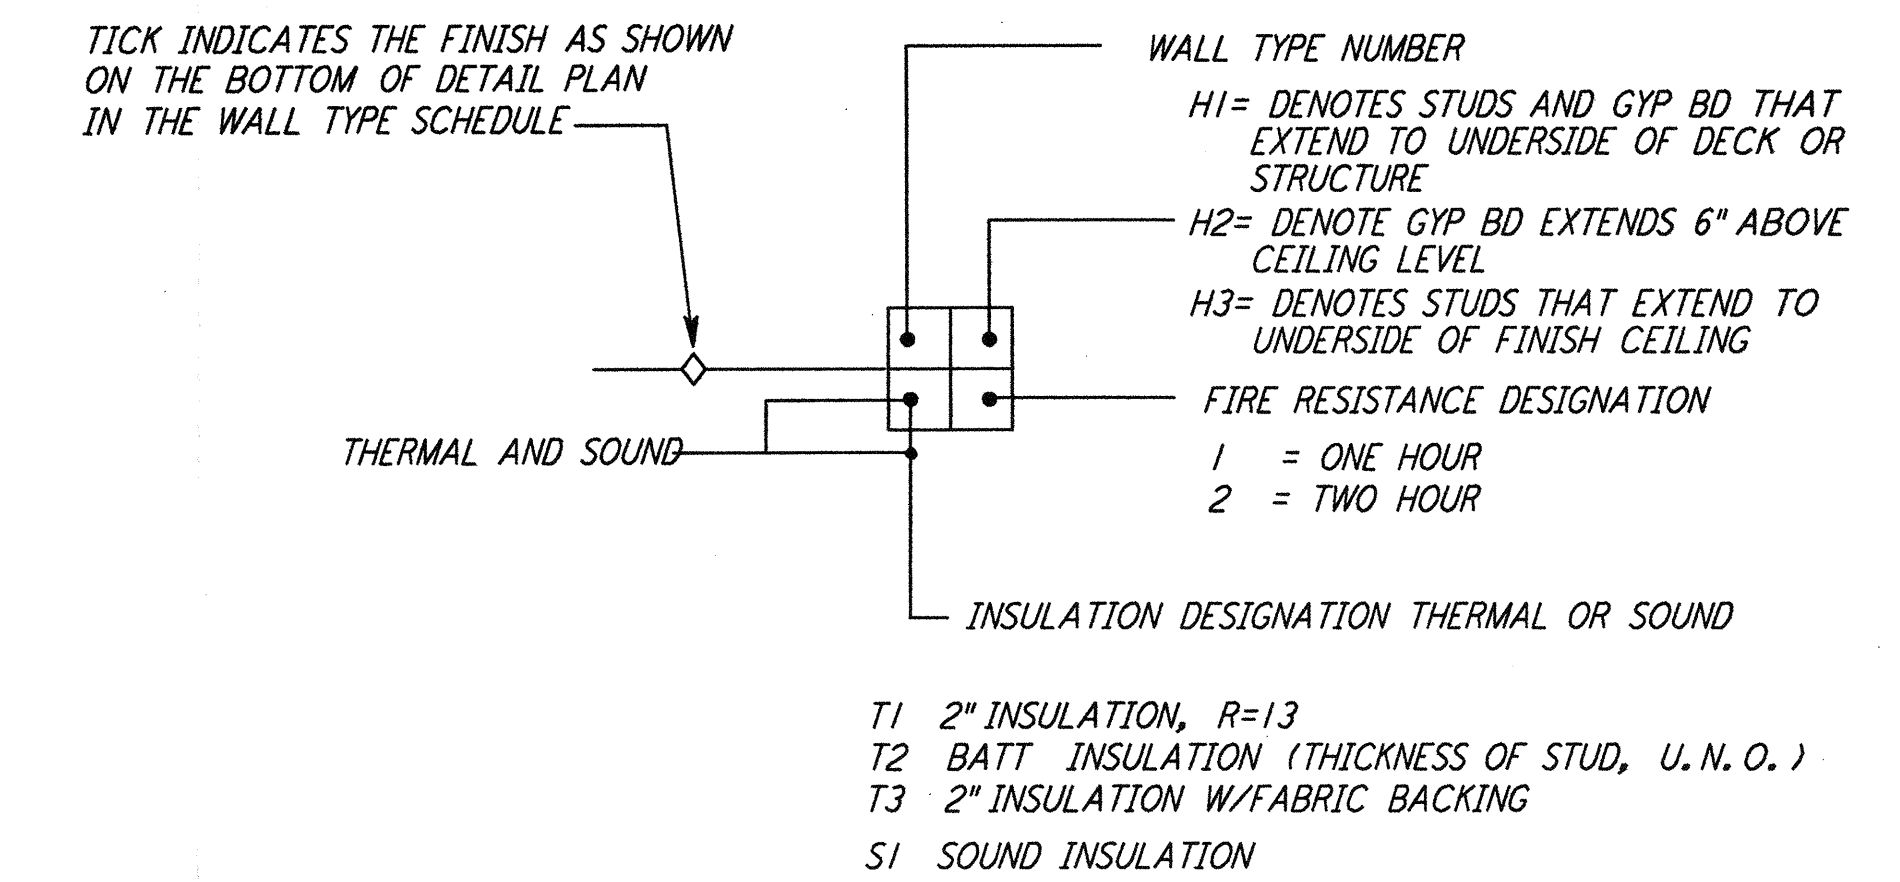 TICK INDICATES THE FINISH AS SHOWN
ON THE BOTTOM OF DETAIL PLAN
IN THE WALL TYPE SCHEDULE
WALL TYPE NUMBER
H1= DENOTES STUDS AND GYP BD THAT
EXTEND TO UNDERSIDE OF DECK OR
STRUCTURE
H2= DENOTE GYP BD EXTENDS 6" ABOVE
CEILING LEVEL
H3= DENOTES STUDS THAT EXTEND TO
UNDERSIDE OF FINISH CEILING
FIRE RESISTANCE DESIGNATION
1 = ONE HOUR
2 = TWO HOUR
THERMAL AND SOUND
INSULATION DESIGNATION THERMAL OR SOUND
T1 2" INSULATION, R=13
T2 BATT INSULATION (THICKNESS OF STUD, U.N.O.)
T3 2" INSULATION W/FABRIC BACKING
S1 SOUND INSULATION